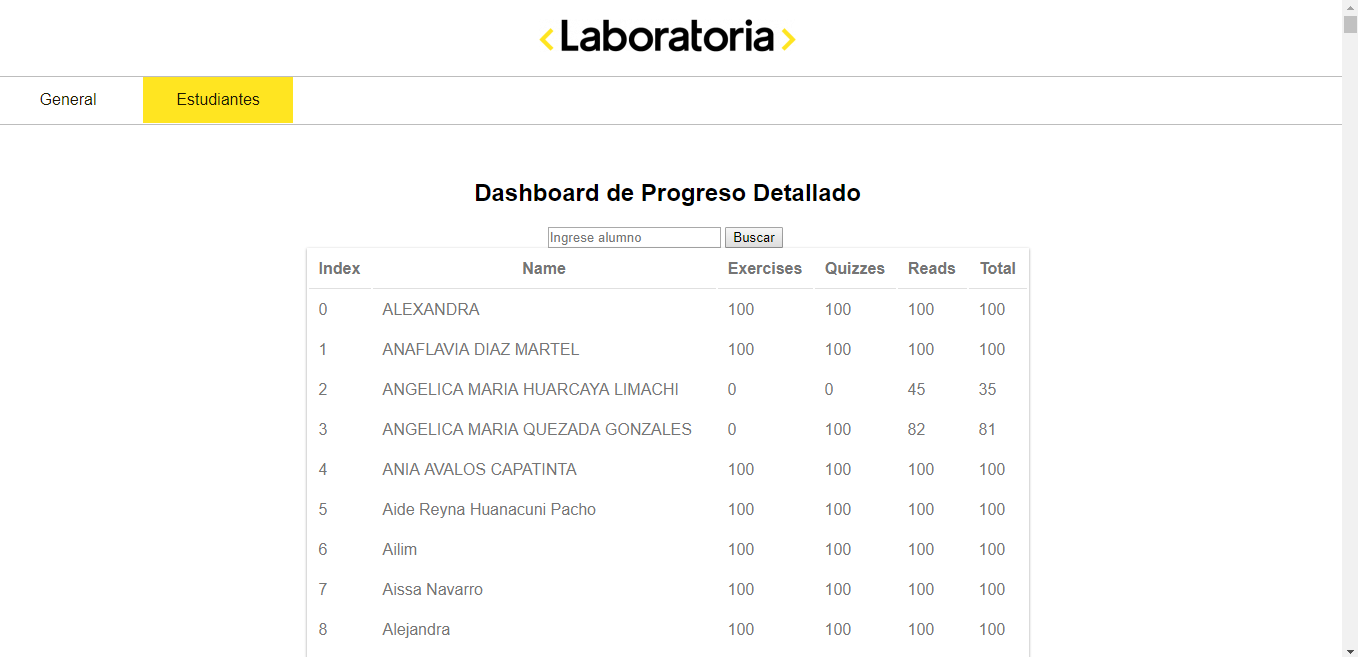 <Laboratoria>
General Estudiantes
Dashboard de Progreso Detallado
Ingrese alumno Buscar
Index Name Exercises Quizzes Reads Total
0 ALEXANDRA 100 100 100 100
1 ANAFLAVIA DIAZ MARTEL 100 100 100 100
2 ANGELICA MARIA HUARCAYA LIMACHI 0 0 45 35
3 ANGELICA MARIA QUEZADA GONZALES 0 100 82 81
4 ANIA AVALOS CAPATINTA 100 100 100 100
5 Aide Reyna Huanacuni Pacho 100 100 100 100
6 Ailim 100 100 100 100
7 Aissa Navarro 100 100 100 100
8 Alejandra 100 100 100 100